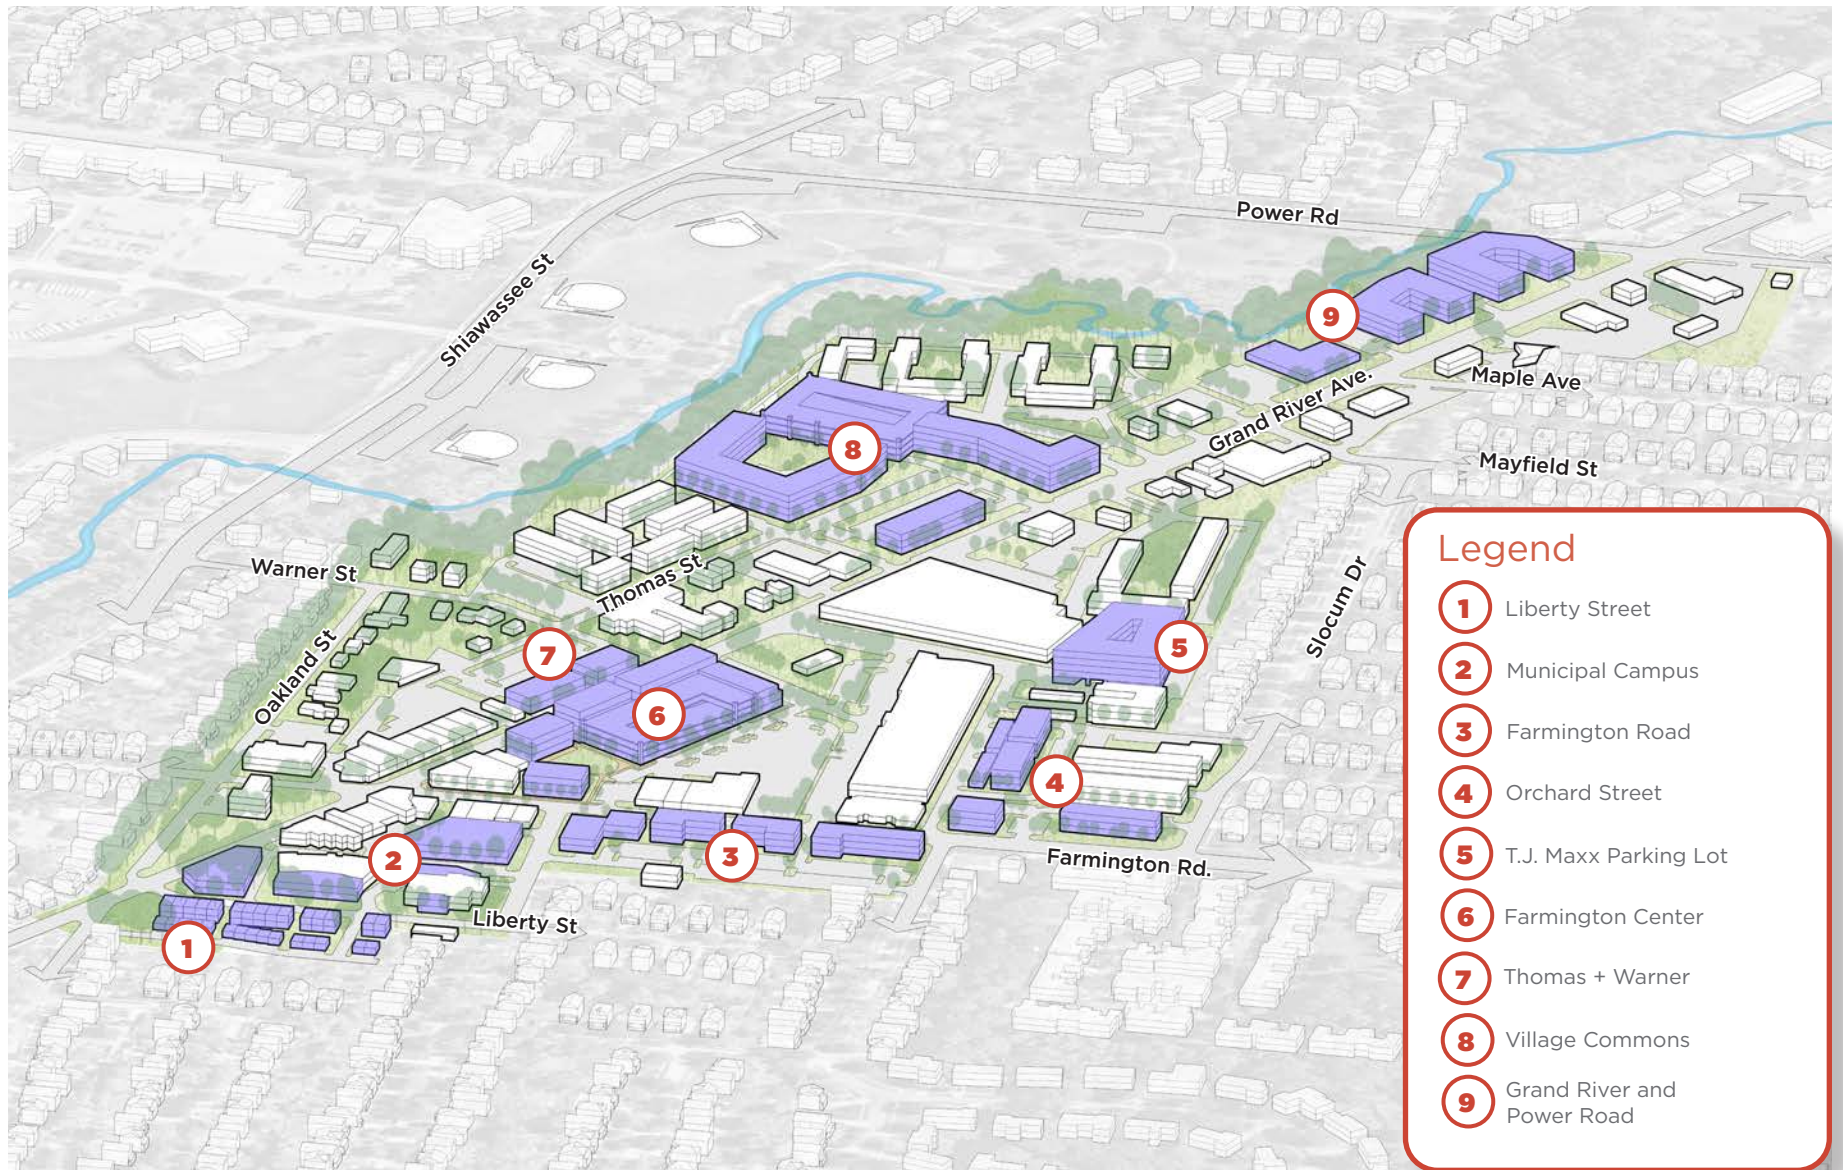 Power Rd
Shiawassee St
9
Maple Ave
Grand River Ave.
8
Mayfield St
Warner St
Thomas St.
Slocum Dr
Oakland St
7
5
6
4
3
2
Farmington Rd.
Liberty St
1
Legend
1 Liberty Street
2 Municipal Campus
3 Farmington Road
4 Orchard Street
5 T.J. Maxx Parking Lot
6 Farmington Center
7 Thomas + Warner
8 Village Commons
9 Grand River and
Power Road